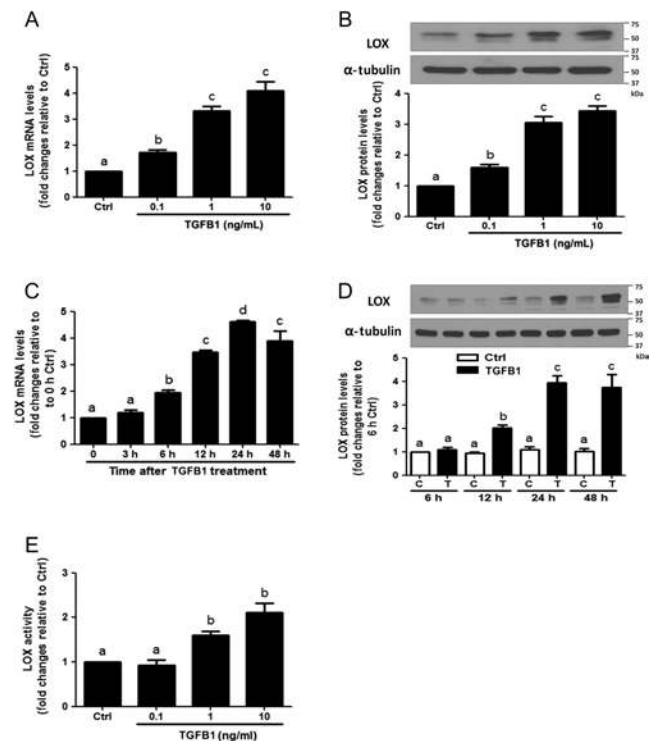 A
LOX mRNA levels
(fold changes relative to Ctrl)
5
4
3
2
1
0
a
b
c
c
Ctrl
0.1
1
10
TGFB1 (ng/mL)
B
LOX
α-tubulin
75
50
37
75
50
37
kDa
LOX protein levels
(fold changes relative to Ctrl)
4
3
2
1
0
a
b
c
c
Ctrl
0.1
1
10
TGFB1 (ng/mL)
C
LOX mRNA levels
(fold changes relative
to 0 h Ctrl)
5
4
3
2
1
0
a
a
b
c
d
c
0
3 h
6 h
12 h
24 h
48 h
Time after TGFB1 treatment
D
LOX
α-tubulin
75
50
37
75
50
37
kDa
Ctrl
TGFB1
LOX protein levels
(fold changes relative to
6 h Ctrl)
5
4
3
2
1
0
a
a
a
b
a
c
a
c
C
T
C
T
C
T
C
T
6 h
12 h
24 h
48 h
E
LOX activity
(fold changes relative to Ctrl)
3
2
1
0
a
a
b
b
Ctrl
0.1
1
10
TGFB1 (ng/ml)